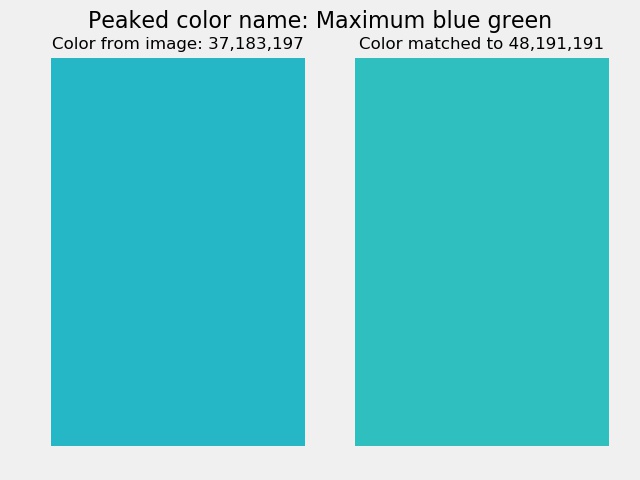 Peaked color name: Maximum blue green
Color from image: 37,183,197
Color matched to 48,191,191